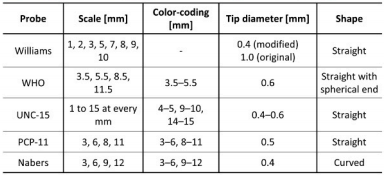 Probe Scale [mm] Color-coding [mm] Tip diameter [mm] Shape
Williams 1, 2, 3, 5, 7, 8, 9, 10 - 0.4 (modified) 1.0 (original) Straight
WHO 3.5, 5.5, 8.5, 11.5 3.5–5.5 0.6 Straight with spherical end
UNC-15 1 to 15 at every mm 4–5, 9–10, 14–15 0.4–0.6 Straight
PCP-11 3, 6, 8, 11 3–6, 8–11 0.5 Straight
Nabers 3, 6, 9, 12 3–6, 9–12 0.4 Curved